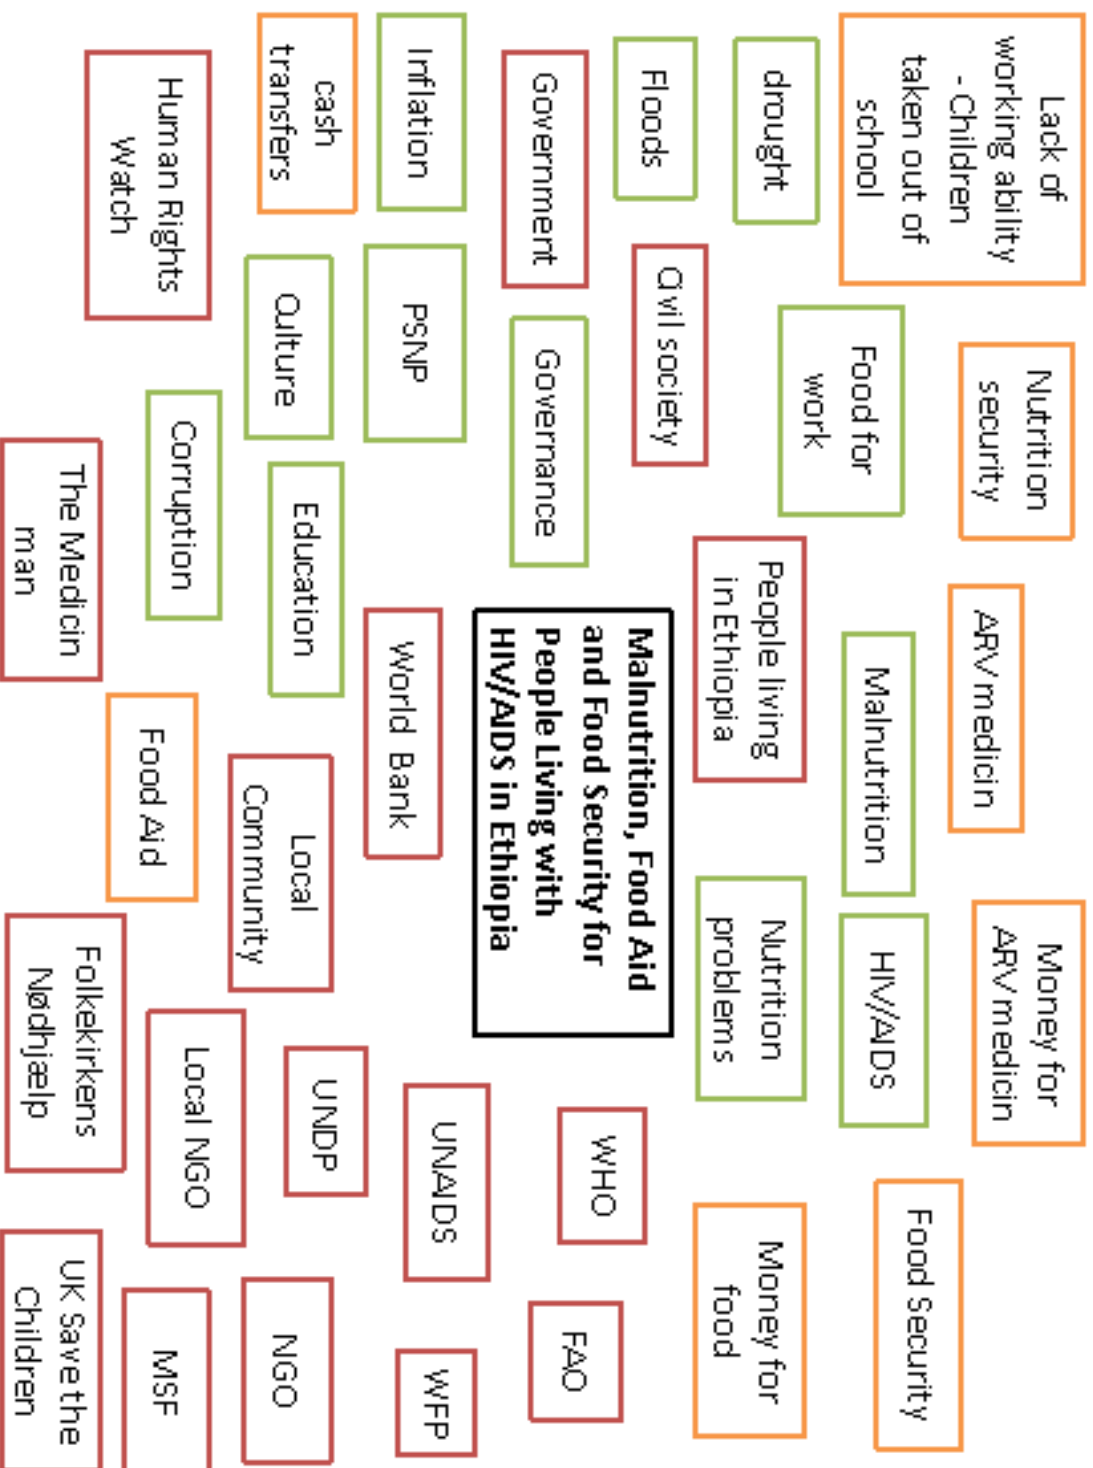 Lack of
working ability
- Children
taken out of
school
Nutrition
security
ARV medicin
Money for
ARV medicin
Food Security
drought
Food for
work
Malnutrition
HIV/AIDS
Floods
Civil society
People living
in Ethiopia
Nutrition
problems
Money for
food
Government
Governance
Malnutrition, Food Aid
and Food Security for
People Living with
HIV/AIDS in Ethiopia
WHO
FAO
Inflation
PSNP
World Bank
UNAIDS
WFP
cash
transfers
Culture
Education
Local
Community
UNDP
NGO
Human Rights
Watch
Corruption
Food Aid
Local NGO
MSF
The Medicin
man
Folkekirkens
Nødhjælp
UK Save the
Children